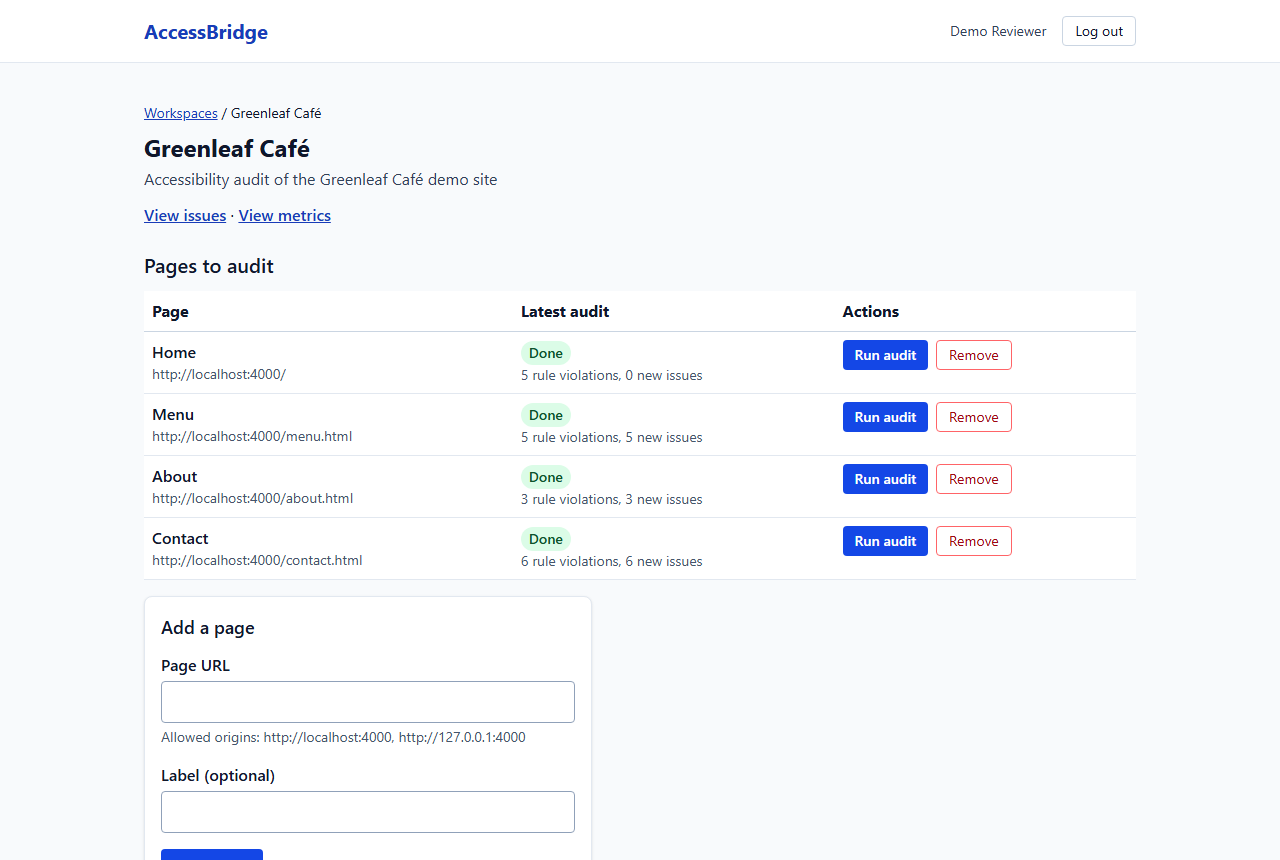 AccessBridge
Demo Reviewer
Log out
Workspaces / Greenleaf Café
Greenleaf Café
Accessibility audit of the Greenleaf Café demo site
View issues · View metrics
Pages to audit
Page Latest audit Actions
Home Done Run audit Remove
http://localhost:4000/ 5 rule violations, 0 new issues
Menu Done Run audit Remove
http://localhost:4000/menu.html 5 rule violations, 5 new issues
About Done Run audit Remove
http://localhost:4000/about.html 3 rule violations, 3 new issues
Contact Done Run audit Remove
http://localhost:4000/contact.html 6 rule violations, 6 new issues
Add a page
Page URL
Allowed origins: http://localhost:4000, http://127.0.0.1:4000
Label (optional)